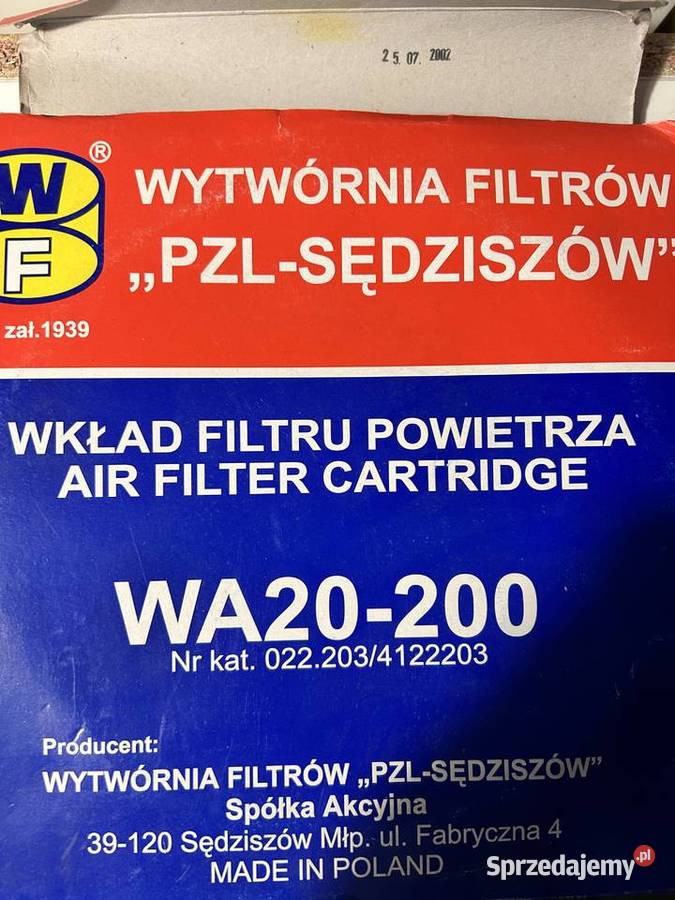 25.07.2002
W
F
®
WYTWÓRNIA FILTRÓW
„PZL-SĘDZISZÓW”
zał.1939
WKŁAD FILTRU POWIETRZA
AIR FILTER CARTRIDGE
WA20-200
Nr kat. 022.203/4122203
Producent:
WYTWÓRNIA FILTRÓW „PZL-SĘDZISZÓW”
Spółka Akcyjna
39-120 Sędziszów Młp. ul. Fabryczna 4
MADE IN POLAND
Sprzedajemy.pl